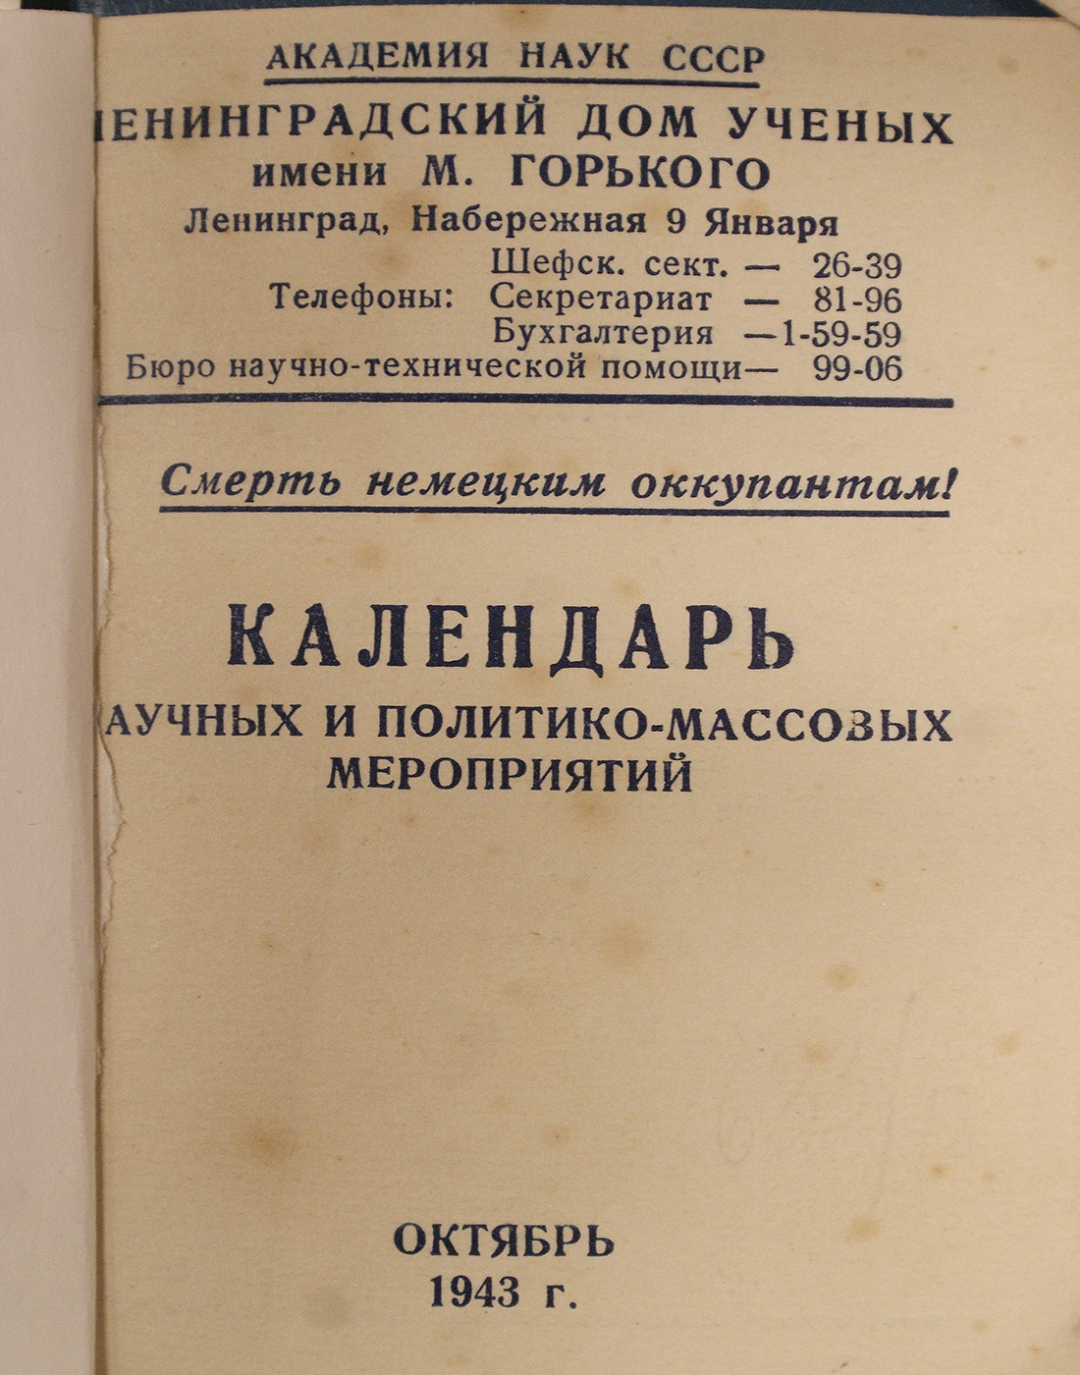 АКАДЕМИЯ НАУК СССР
ЛЕНИНГРАДСКИЙ ДОМ УЧЕНЫХ
имени М. ГОРЬКОГО
Ленинград, Набережная 9 Января
Шефск. сект. — 26-39
Телефоны: Секретариат — 81-96
Бухгалтерия —1-59-59
Бюро научно-технической помощи— 99-06
Смерть немецким оккупантам!
КАЛЕНДАРЬ
АУЧНЫХ И ПОЛИТИКО-МАССОВЫХ
МЕРОПРИЯТИЙ
ОКТЯБРЬ
1943 г.